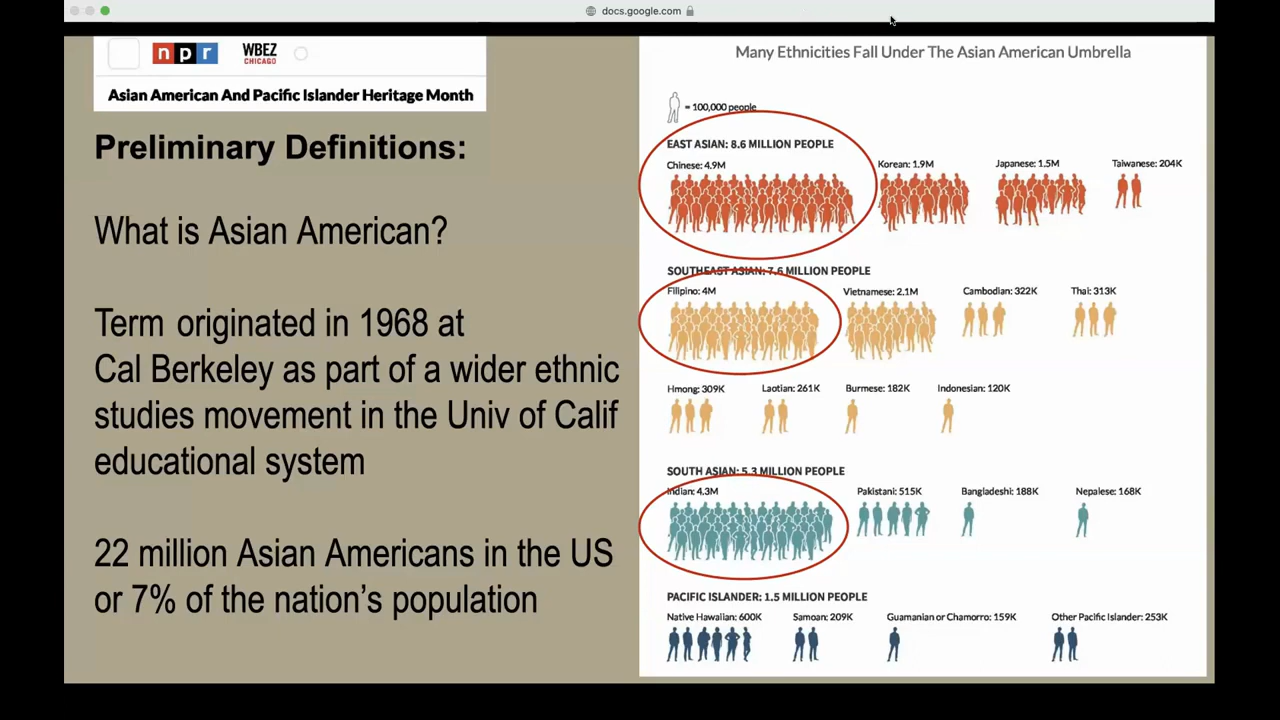 docs.google.com
npr WBEZ CHICAGO
Asian American And Pacific Islander Heritage Month
Preliminary Definitions:
What is Asian American?
Term originated in 1968 at
Cal Berkeley as part of a wider ethnic
studies movement in the Univ of Calif
educational system
22 million Asian Americans in the US
or 7% of the nation’s population
Many Ethnicities Fall Under The Asian American Umbrella
= 100,000 people
EAST ASIAN: 8.6 MILLION PEOPLE
Chinese: 4.9M Korean: 1.9M Japanese: 1.5M Taiwanese: 204K
SOUTHEAST ASIAN: 7.6 MILLION PEOPLE
Filipino: 4M Vietnamese: 2.1M Cambodian: 322K Thai: 313K
Hmong: 309K Laotian: 261K Burmese: 182K Indonesian: 120K
SOUTH ASIAN: 5.3 MILLION PEOPLE
Indian: 4.3M Pakistani: 515K Bangladeshi: 188K Nepalese: 168K
PACIFIC ISLANDER: 1.5 MILLION PEOPLE
Native Hawaiian: 600K Samoan: 209K Guamanian or Chamorro: 159K Other Pacific Islander: 253K